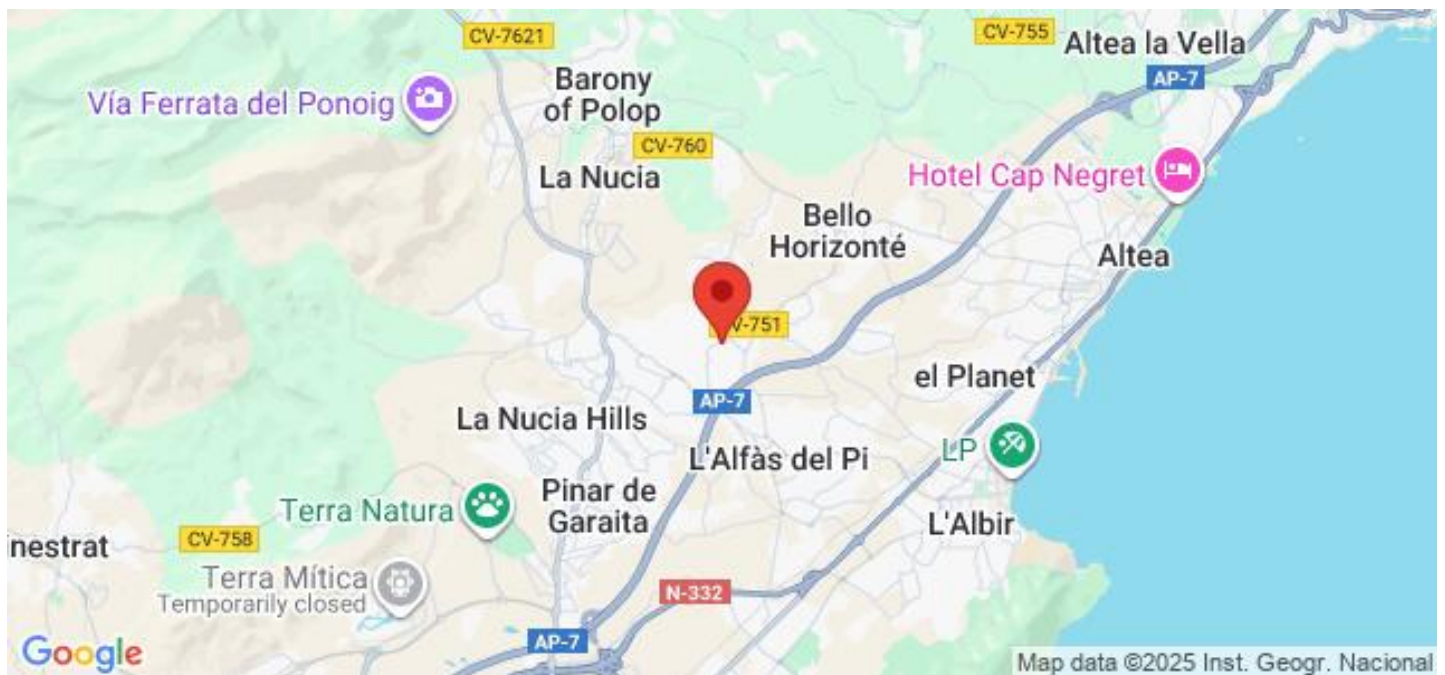 CV-7621
CV-755
Altea la Vella
AP-7
Barony
of Polop
Vía Ferrata del Ponoig
CV-760
La Nucia
Hotel Cap Negret
Bello
Horizonté
Altea
V-751
el Planet
AP-7
La Nucia Hills
L'Alfàs del Pi
LP
Pinar de
Garaita
Terra Natura
L'Albir
nestrat
CV-758
Terra Mítica
Temporarily closed
N-332
AP-7
Google
Map data ©2025 Inst. Geogr. Nacional